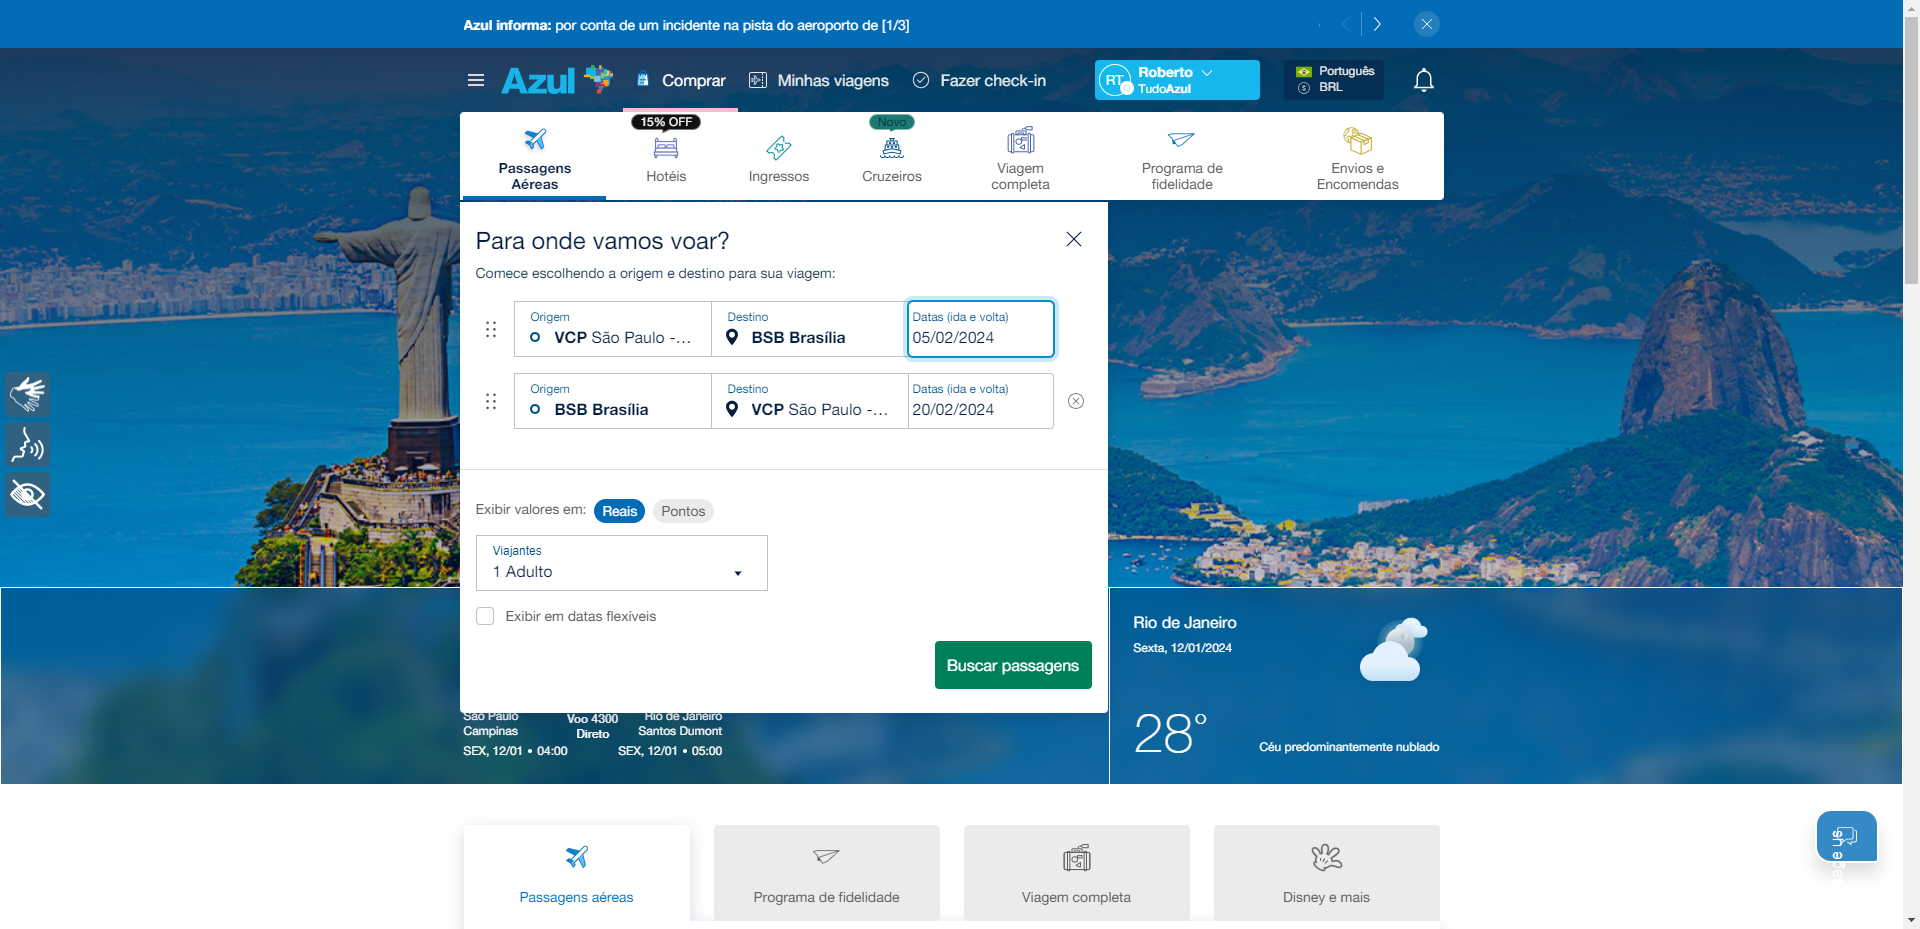 Azul informa: por conta de um incidente na pista do aeroporto de [1/3]
Azul
Comprar
Minhas viagens
Fazer check-in
RT
Roberto
TudoAzul
Português
BRL
Passagens
Aéreas
15% OFF
Hotéis
Ingressos
Novo
Cruzeiros
Viagem
completa
Programa de
fidelidade
Envios e
Encomendas
Para onde vamos voar?
Comece escolhendo a origem e destino para sua viagem:
Origem
VCP São Paulo -...
Destino
BSB Brasília
Datas (ida e volta)
05/02/2024
Origem
BSB Brasília
Destino
VCP São Paulo -...
Datas (ida e volta)
20/02/2024
Exibir valores em:
Reais
Pontos
Viajantes
1 Adulto
Exibir em datas flexíveis
Buscar passagens
São Paulo
Campinas
SEX, 12/01 • 04:00
Voo 4300
Direto
Rio de Janeiro
Santos Dumont
SEX, 12/01 • 05:00
Rio de Janeiro
Sexta, 12/01/2024
28°
Céu predominantemente nublado
Passagens aéreas
Programa de fidelidade
Viagem completa
Disney e mais